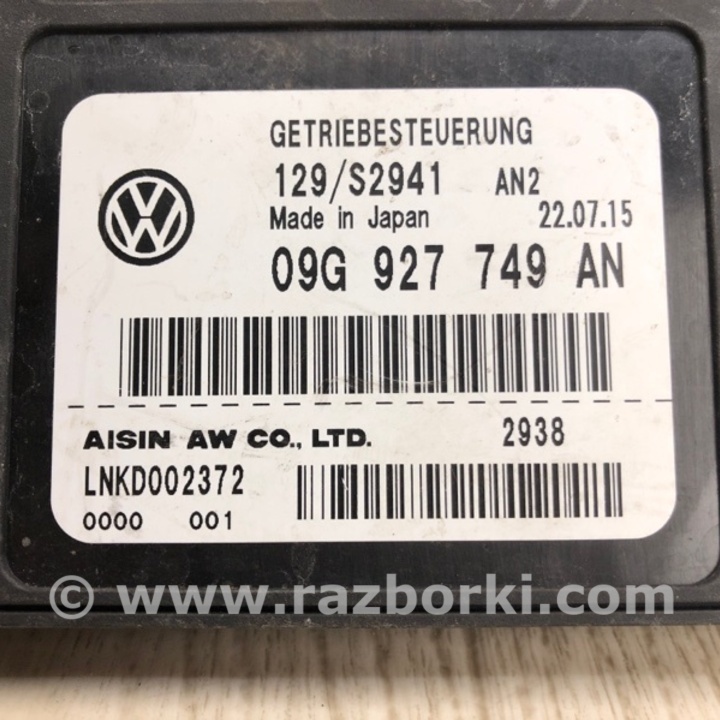 GETRIEBESTEUERUNG
129/S2941 AN2
Made in Japan 22.07.15
09G 927 749 AN
AISIN AW CO., LTD. 2938
LNKD002372
0000 001
© www.razborki.com